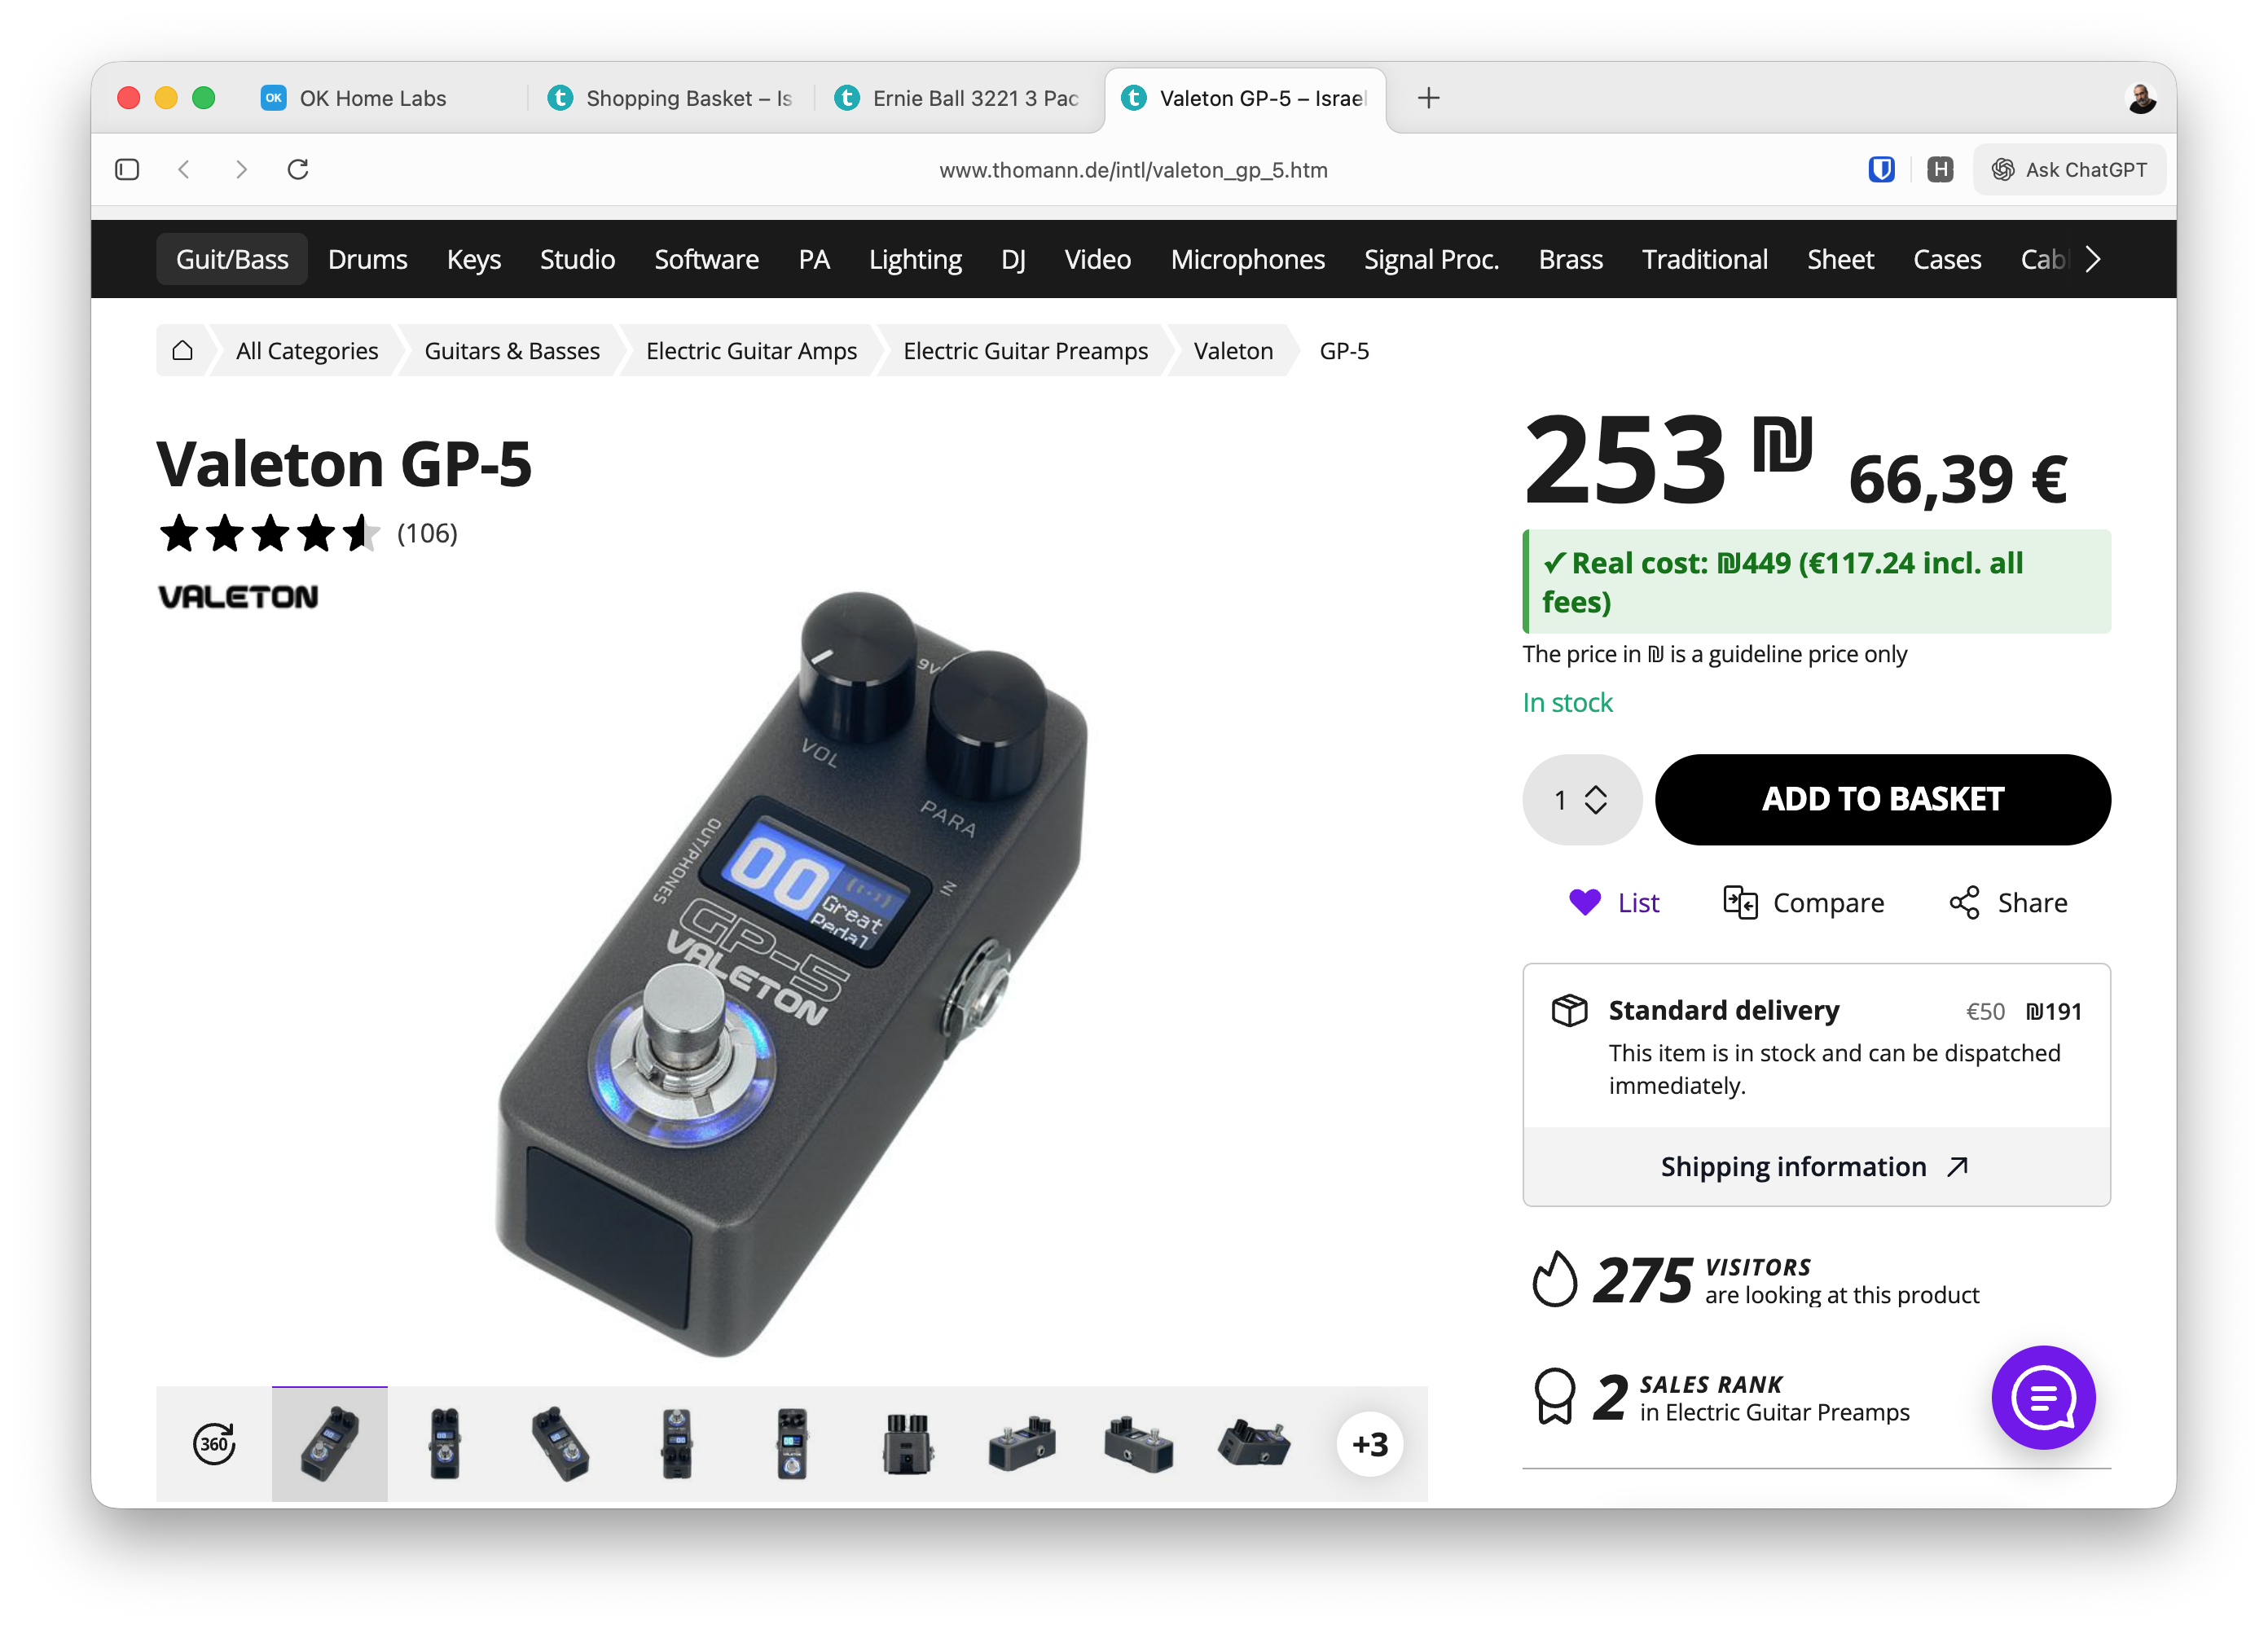 OK Home Labs
Shopping Basket – Is
Ernie Ball 3221 3 Pac
Valeton GP-5 – Israel
www.thomann.de/intl/valeton_gp_5.htm
H
Ask ChatGPT
Guit/Bass Drums Keys Studio Software PA Lighting DJ Video Microphones Signal Proc. Brass Traditional Sheet Cases Cabl
All Categories Guitars & Basses Electric Guitar Amps Electric Guitar Preamps Valeton GP-5
Valeton GP-5
(106)
VALETON
9V
VOL
PARA
OUT/PHONES
IN
00
Great
Pedal
GP-5
VALETON
360
+3
253 ₪ 66,39 €
✓ Real cost: ₪449 (€117.24 incl. all
fees)
The price in ₪ is a guideline price only
In stock
1
ADD TO BASKET
List
Compare
Share
Standard delivery €50 ₪191
This item is in stock and can be dispatched
immediately.
Shipping information
275 VISITORS
are looking at this product
2 SALES RANK
in Electric Guitar Preamps